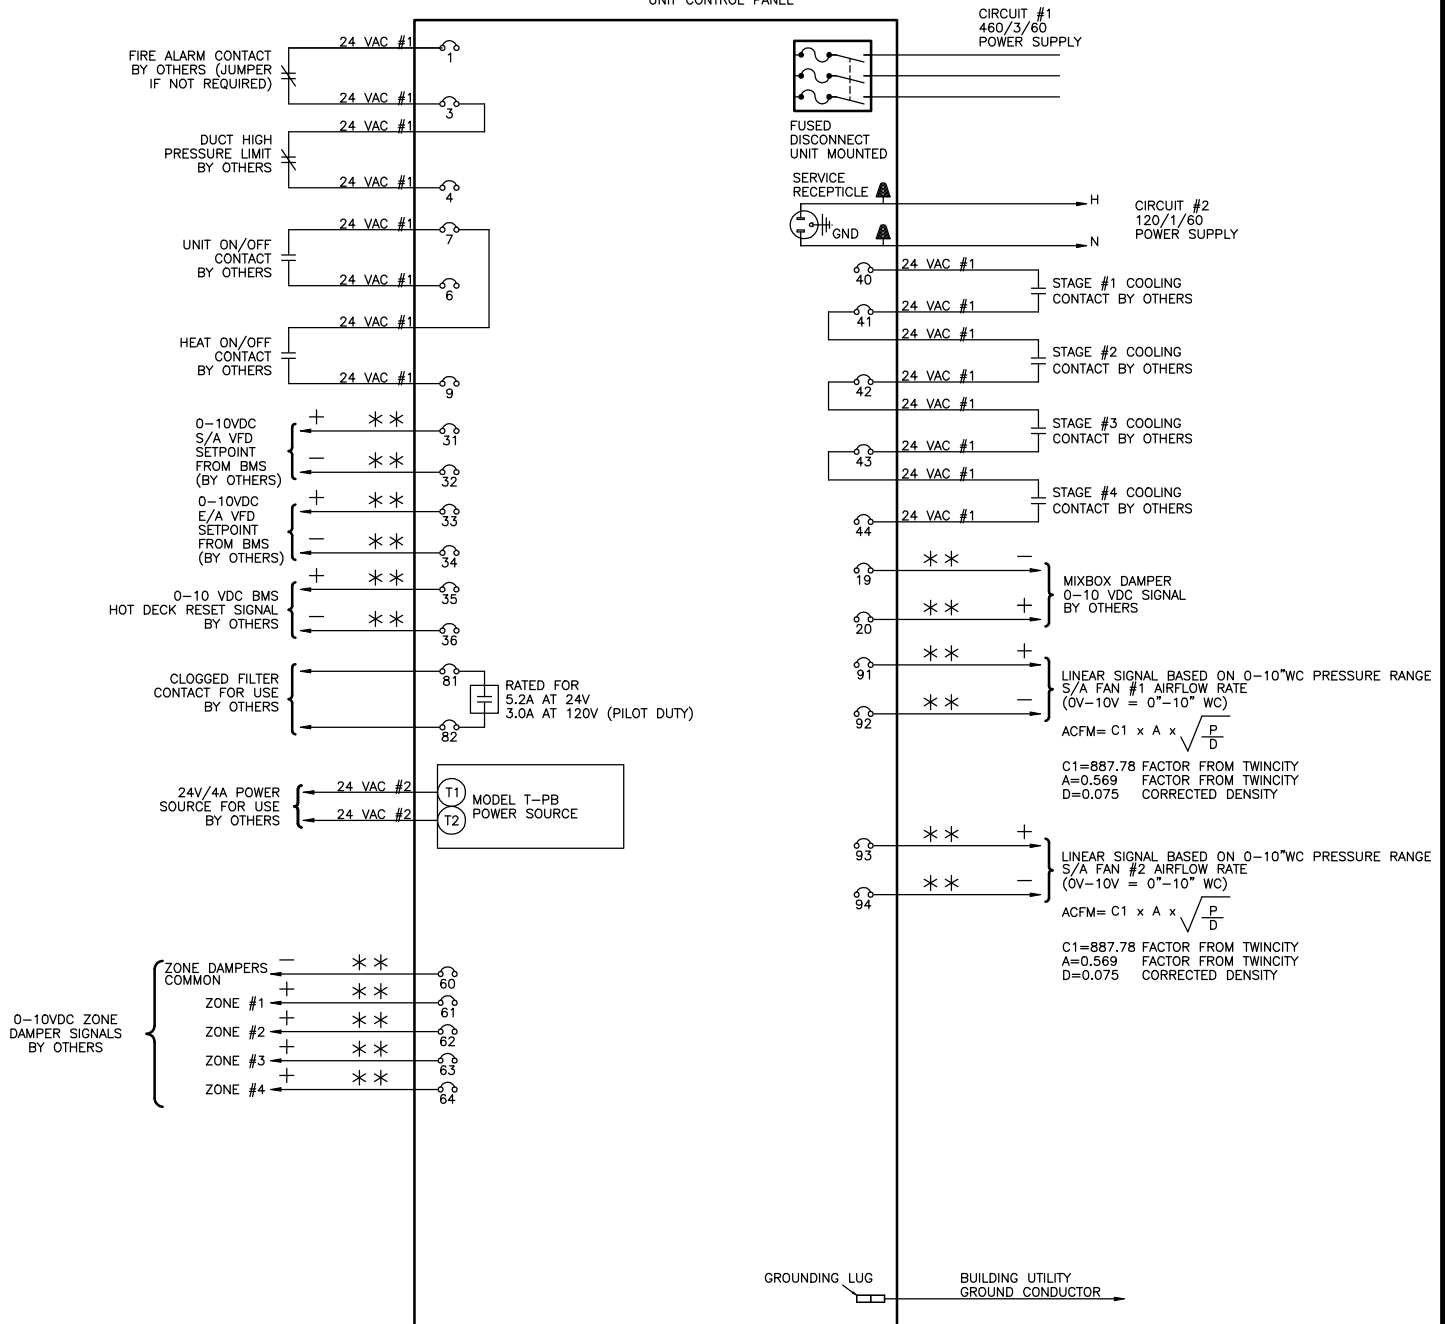 UNIT CONTROL PANEL
24 VAC #1
1
FIRE ALARM CONTACT
BY OTHERS (JUMPER
IF NOT REQUIRED)
24 VAC #1
3
24 VAC #1
DUCT HIGH
PRESSURE LIMIT
BY OTHERS
24 VAC #1
4
24 VAC #1
7
UNIT ON/OFF
CONTACT
BY OTHERS
24 VAC #1
6
24 VAC #1
HEAT ON/OFF
CONTACT
BY OTHERS
24 VAC #1
9
0-10VDC
S/A VFD
SETPOINT
FROM BMS
(BY OTHERS)
+ **
31
- **
32
0-10VDC
E/A VFD
SETPOINT
FROM BMS
(BY OTHERS)
+ **
33
- **
34
0-10 VDC BMS
HOT DECK RESET SIGNAL
BY OTHERS
+ **
35
- **
36
CLOGGED FILTER
CONTACT FOR USE
BY OTHERS
81
82
RATED FOR
5.2A AT 24V
3.0A AT 120V (PILOT DUTY)
24V/4A POWER
SOURCE FOR USE
BY OTHERS
24 VAC #2
24 VAC #2
T1
T2
MODEL T-PB
POWER SOURCE
0-10VDC ZONE
DAMPER SIGNALS
BY OTHERS
ZONE DAMPERS
COMMON
- **
60
ZONE #1 + **
61
ZONE #2 + **
62
ZONE #3 + **
63
ZONE #4 + **
64
CIRCUIT #1
460/3/60
POWER SUPPLY
FUSED
DISCONNECT
UNIT MOUNTED
SERVICE
RECEPTICLE
GND
H
N
CIRCUIT #2
120/1/60
POWER SUPPLY
40
24 VAC #1
STAGE #1 COOLING
CONTACT BY OTHERS
24 VAC #1
41
24 VAC #1
STAGE #2 COOLING
CONTACT BY OTHERS
24 VAC #1
42
24 VAC #1
STAGE #3 COOLING
CONTACT BY OTHERS
24 VAC #1
43
24 VAC #1
STAGE #4 COOLING
CONTACT BY OTHERS
24 VAC #1
44
** -
19
** +
20
MIXBOX DAMPER
0-10 VDC SIGNAL
BY OTHERS
** +
91
** -
92
LINEAR SIGNAL BASED ON 0-10"WC PRESSURE RANGE
S/A FAN #1 AIRFLOW RATE
(0V-10V = 0"-10" WC)
ACFM= C1 x A x √P/D
C1=887.78 FACTOR FROM TWINCITY
A=0.569 FACTOR FROM TWINCITY
D=0.075 CORRECTED DENSITY
** +
93
** -
94
LINEAR SIGNAL BASED ON 0-10"WC PRESSURE RANGE
S/A FAN #2 AIRFLOW RATE
(0V-10V = 0"-10" WC)
ACFM= C1 x A x √P/D
C1=887.78 FACTOR FROM TWINCITY
A=0.569 FACTOR FROM TWINCITY
D=0.075 CORRECTED DENSITY
GROUNDING LUG
BUILDING UTILITY
GROUND CONDUCTOR